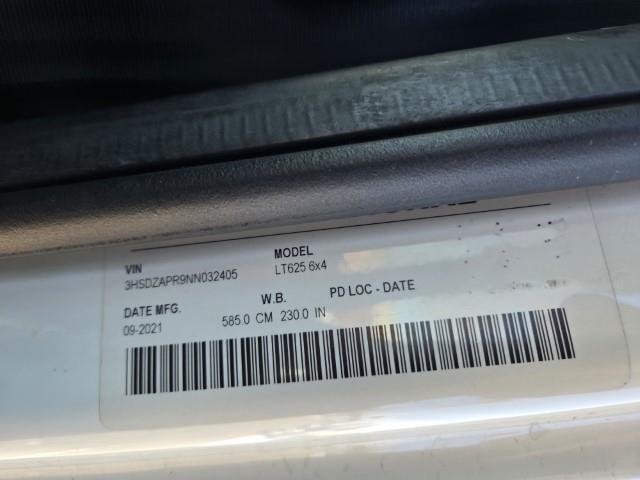 VIN MODEL
3HSDZAPR9NN032405 LT625 6x4
DATE MFG. W.B. PD LOC - DATE
09-2021 585.0 CM 230.0 IN